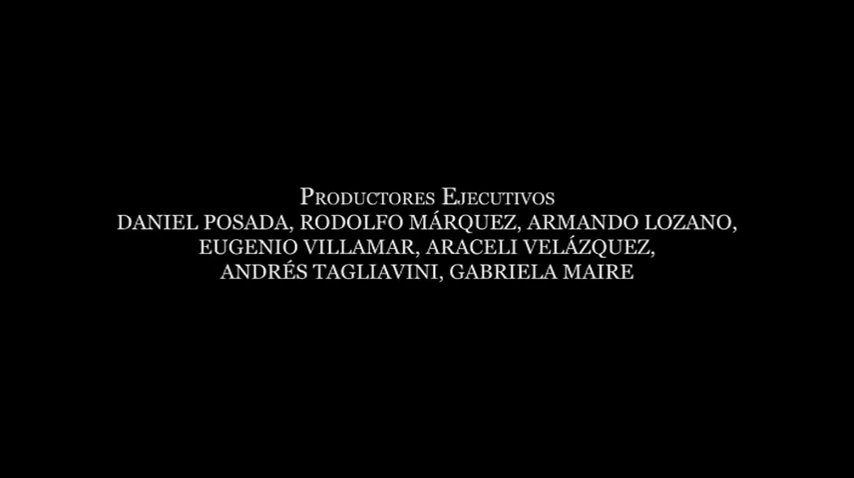 Productores Ejecutivos
DANIEL POSADA, RODOLFO MÁRQUEZ, ARMANDO LOZANO,
EUGENIO VILLAMAR, ARACELI VELÁZQUEZ,
ANDRÉS TAGLIAVINI, GABRIELA MAIRE